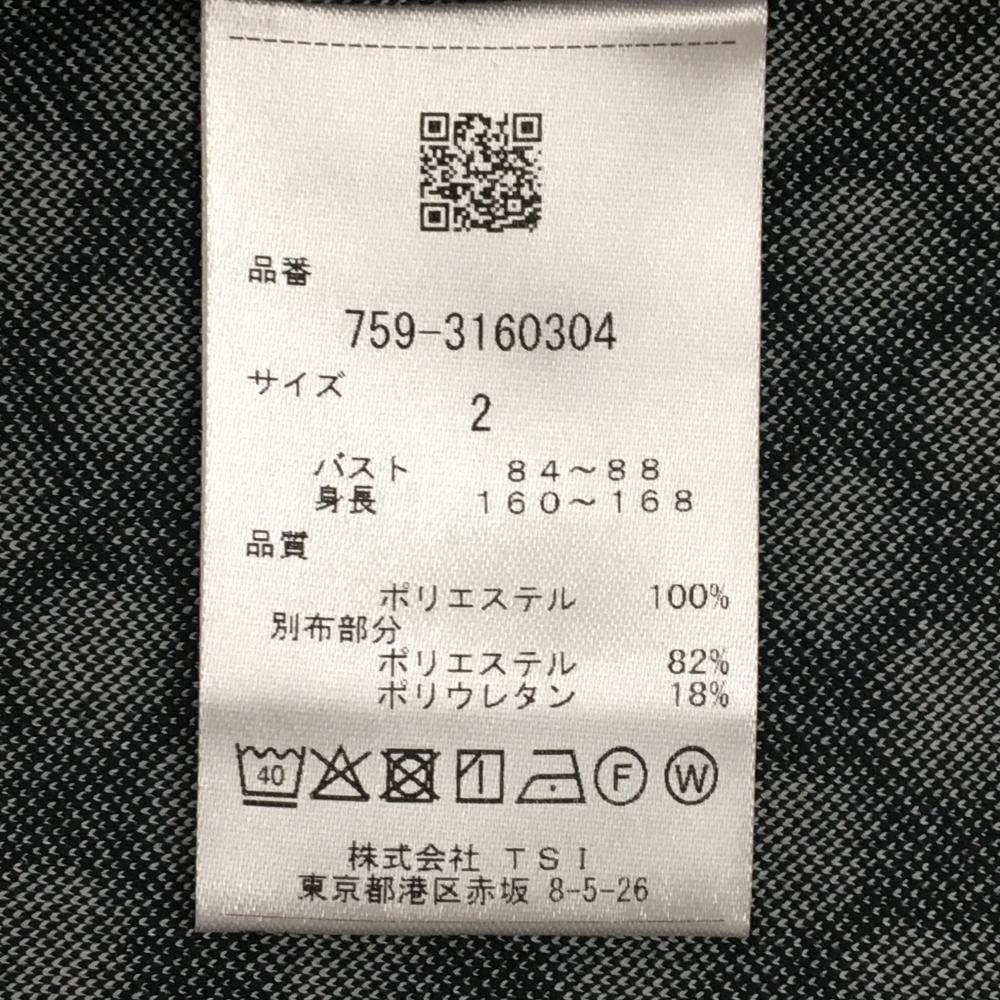 品番
759-3160304
サイズ
2
バスト 84～88
身長 160～168
品質
ポリエステル 100%
別布部分
ポリエステル 82%
ポリウレタン 18%
40 F W
株式会社 TSI
東京都港区赤坂 8-5-26